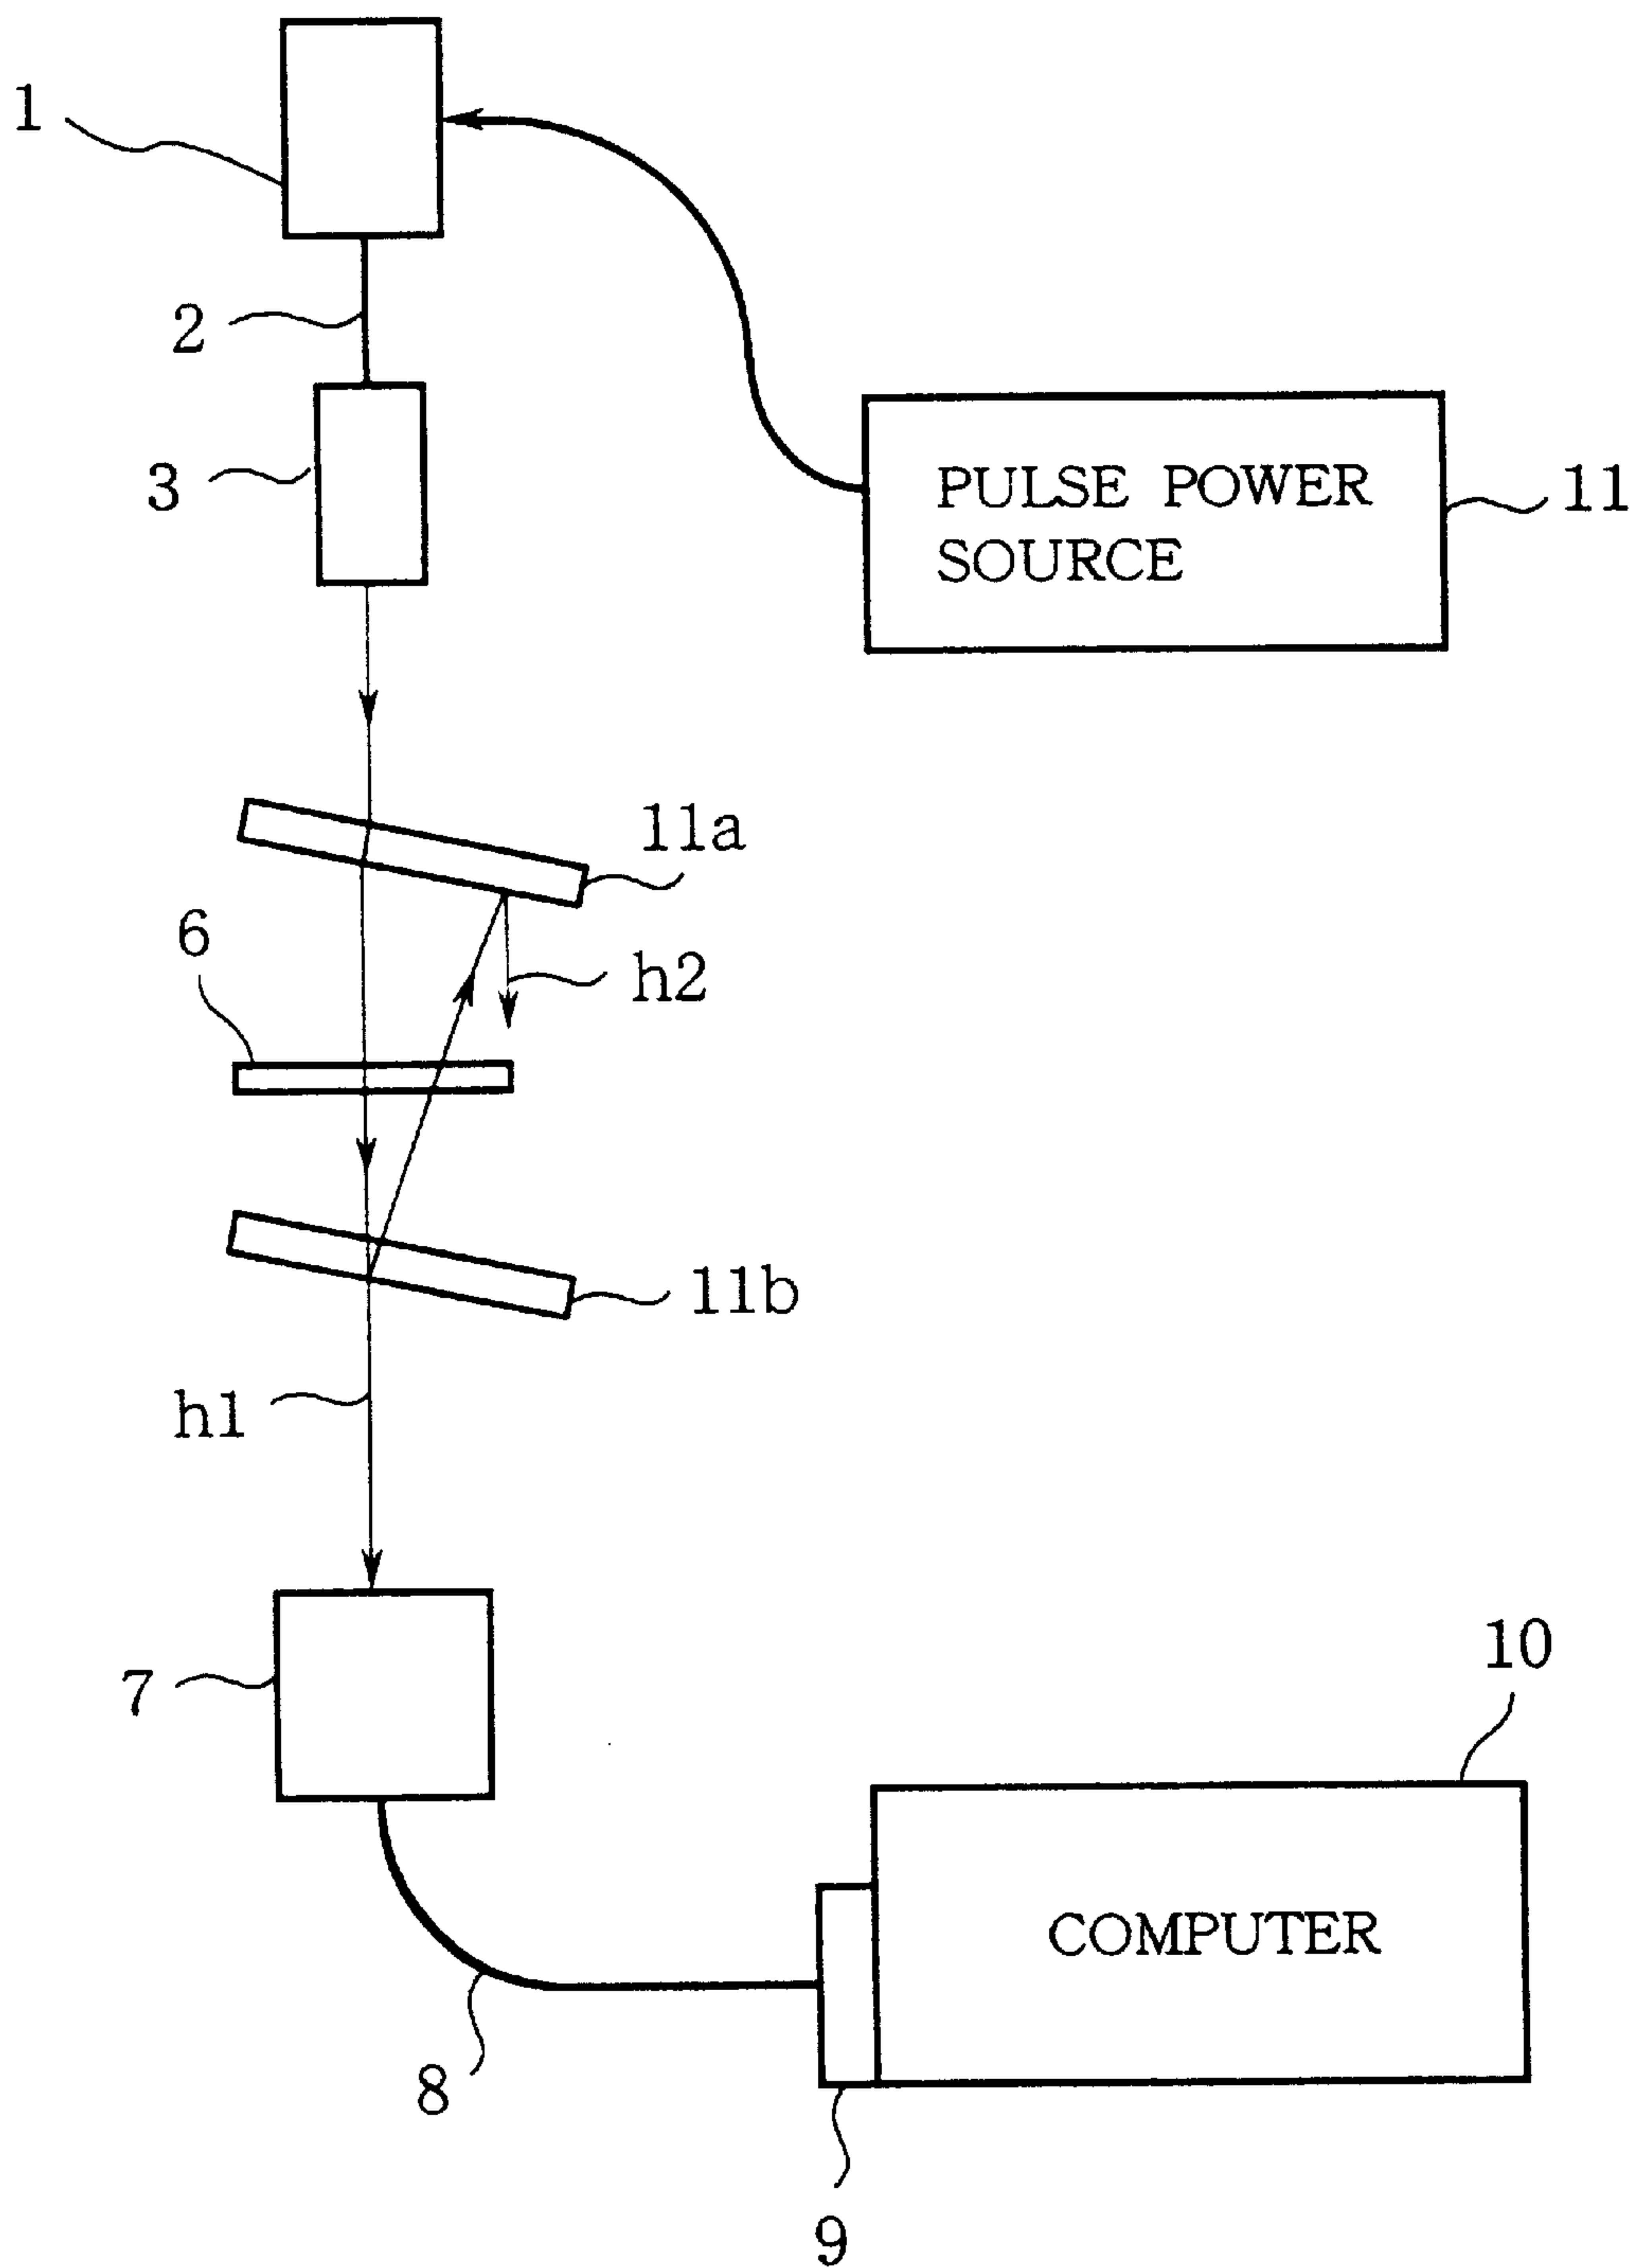 1
2
3
PULSE POWER
SOURCE
11
11a
6
h2
11b
h1
7
10
COMPUTER
8
9